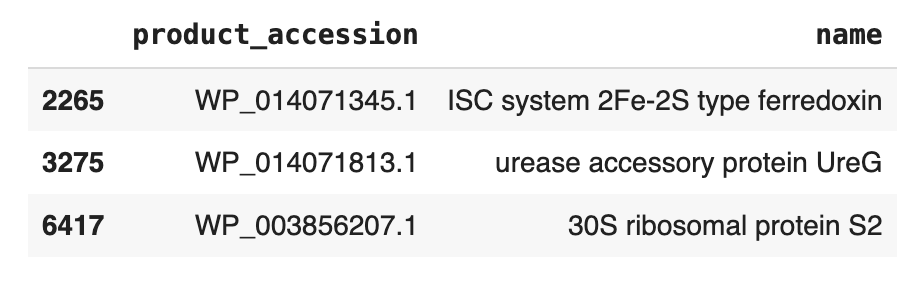 product_accession name
2265 WP_014071345.1 ISC system 2Fe-2S type ferredoxin
3275 WP_014071813.1 urease accessory protein UreG
6417 WP_003856207.1 30S ribosomal protein S2